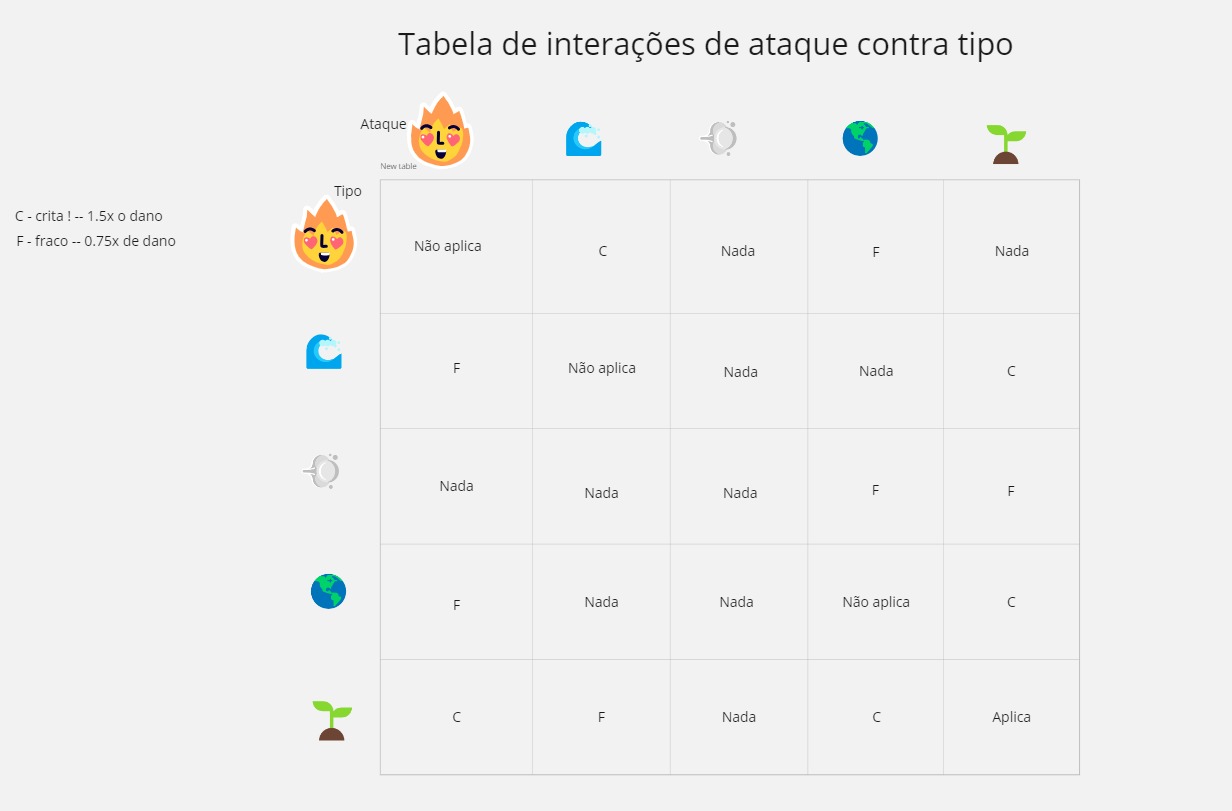 Tabela de interações de ataque contra tipo
Ataque
New table
Tipo
C - crita ! -- 1.5x o dano
F - fraco -- 0.75x de dano
Não aplica C Nada F Nada
F Não aplica Nada Nada C
Nada Nada Nada F F
F Nada Nada Não aplica C
C F Nada C Aplica